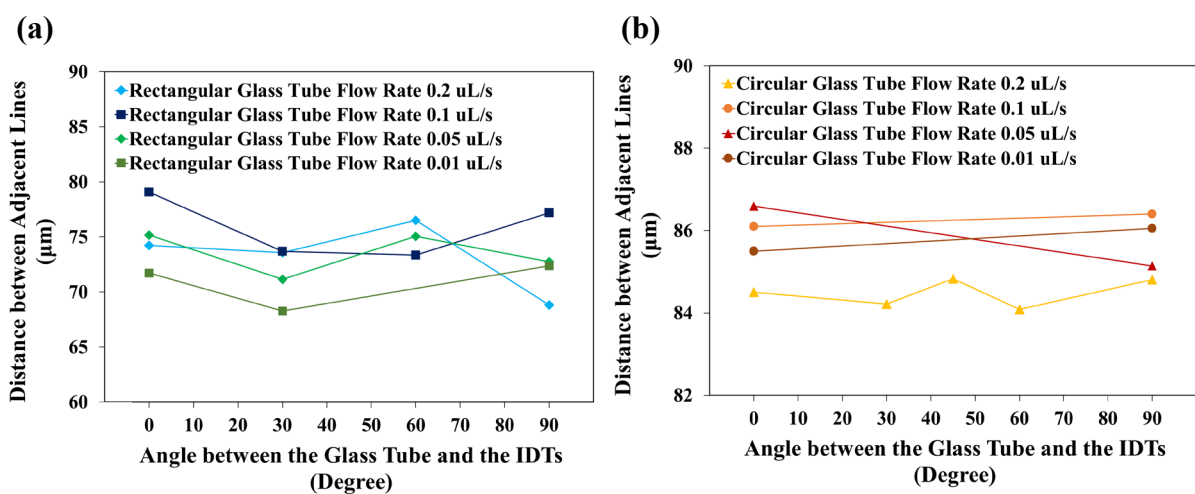 (a)
Distance between Adjacent Lines
(μm)
90
85
80
75
70
65
60
Rectangular Glass Tube Flow Rate 0.2 uL/s
Rectangular Glass Tube Flow Rate 0.1 uL/s
Rectangular Glass Tube Flow Rate 0.05 uL/s
Rectangular Glass Tube Flow Rate 0.01 uL/s
0 10 20 30 40 50 60 70 80 90
Angle between the Glass Tube and the IDTs
(Degree)
(b)
Distance between Adjacent Lines
(μm)
90
88
86
84
82
Circular Glass Tube Flow Rate 0.2 uL/s
Circular Glass Tube Flow Rate 0.1 uL/s
Circular Glass Tube Flow Rate 0.05 uL/s
Circular Glass Tube Flow Rate 0.01 uL/s
0 10 20 30 40 50 60 70 80 90
Angle between the Glass Tube and the IDTs
(Degree)